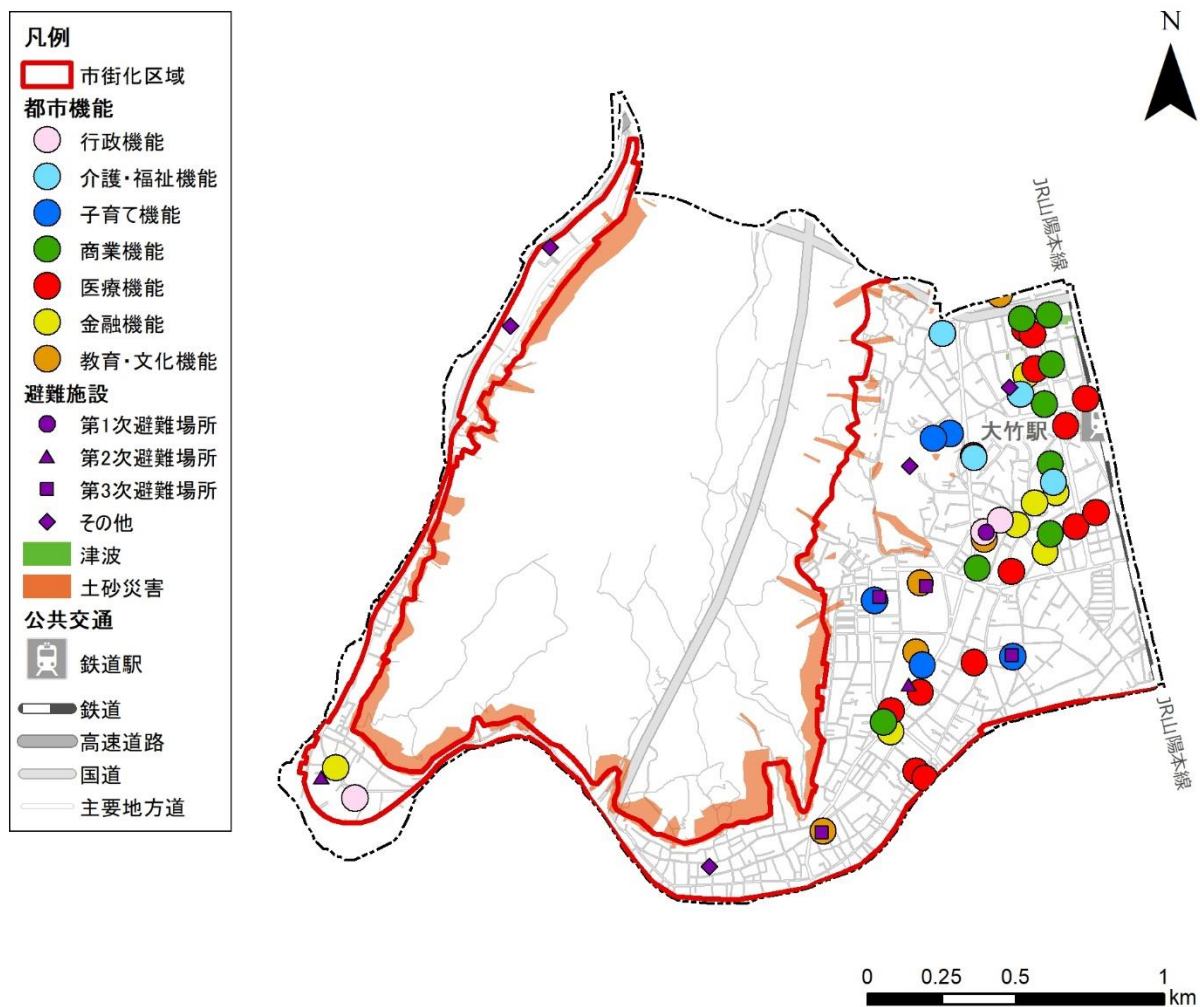 凡例
市街化区域
都市機能
行政機能
介護・福祉機能
子育て機能
商業機能
医療機能
金融機能
教育・文化機能
避難施設
第1次避難場所
第2次避難場所
第3次避難場所
その他
津波
土砂災害
公共交通
鉄道駅
鉄道
高速道路
国道
主要地方道
N
JR山陽本線
大竹駅
JR山陽本線
0 0.25 0.5 1
km